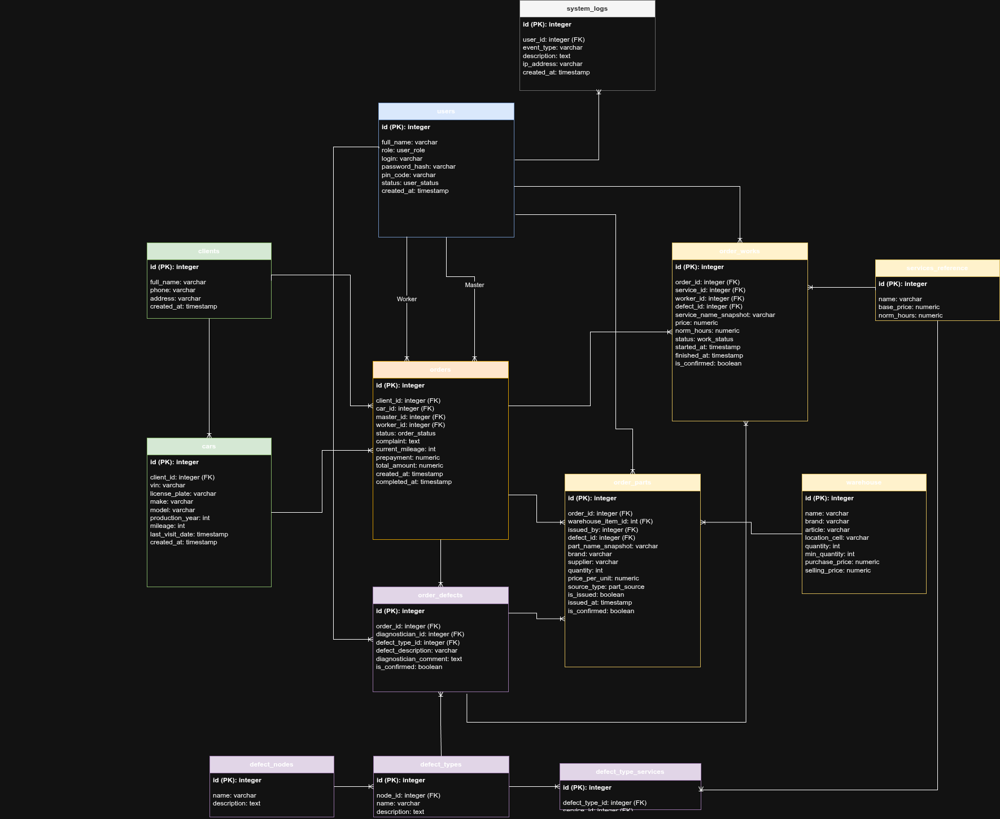 system_logs
id (PK): integer
user_id: integer (FK)
event_type: varchar
description: text
ip_address: varchar
created_at: timestamp
users
id (PK): integer
full_name: varchar
role: user_role
login: varchar
password_hash: varchar
pin_code: varchar
status: user_status
created_at: timestamp
clients
id (PK): integer
full_name: varchar
phone: varchar
address: varchar
created_at: timestamp
Worker
Master
order_works
id (PK): integer
order_id: integer (FK)
service_id: integer (FK)
worker_id: integer (FK)
defect_id: integer (FK)
service_name_snapshot: varchar
price: numeric
norm_hours: numeric
status: work_status
started_at: timestamp
finished_at: timestamp
is_confirmed: boolean
services_reference
id (PK): integer
name: varchar
base_price: numeric
norm_hours: numeric
orders
id (PK): integer
client_id: integer (FK)
car_id: integer (FK)
master_id: integer (FK)
worker_id: integer (FK)
status: order_status
complaint: text
current_mileage: int
prepayment: numeric
total_amount: numeric
created_at: timestamp
completed_at: timestamp
cars
id (PK): integer
client_id: integer (FK)
vin: varchar
license_plate: varchar
make: varchar
model: varchar
production_year: int
mileage: int
last_visit_date: timestamp
created_at: timestamp
order_parts
id (PK): integer
order_id: integer (FK)
warehouse_item_id: int (FK)
issued_by: integer (FK)
defect_id: integer (FK)
part_name_snapshot: varchar
brand: varchar
supplier: varchar
quantity: int
price_per_unit: numeric
source_type: part_source
is_issued: boolean
issued_at: timestamp
is_confirmed: boolean
warehouse
id (PK): integer
name: varchar
brand: varchar
article: varchar
location_cell: varchar
quantity: int
min_quantity: int
purchase_price: numeric
selling_price: numeric
order_defects
id (PK): integer
order_id: integer (FK)
diagnostician_id: integer (FK)
defect_type_id: integer (FK)
defect_description: varchar
diagnostician_comment: text
is_confirmed: boolean
defect_nodes
id (PK): integer
name: varchar
description: text
defect_types
id (PK): integer
node_id: integer (FK)
name: varchar
description: text
defect_type_services
id (PK): integer
defect_type_id: integer (FK)
service_id: integer (FK)